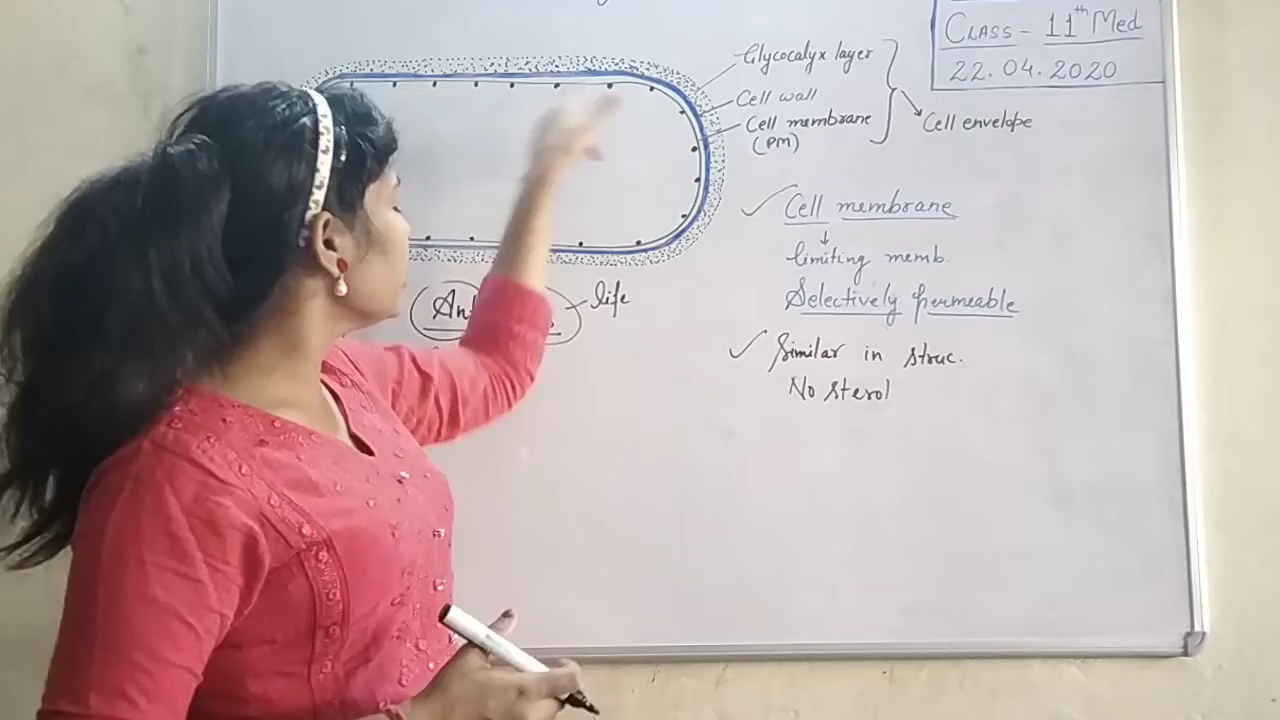 CLASS - 11th Med
22.04.2020
Glycocalyx layer
Cell wall
Cell membrane
(PM)
Cell envelope
Cell membrane
limiting memb.
Selectively permeable
life
Similar in struc.
No sterol